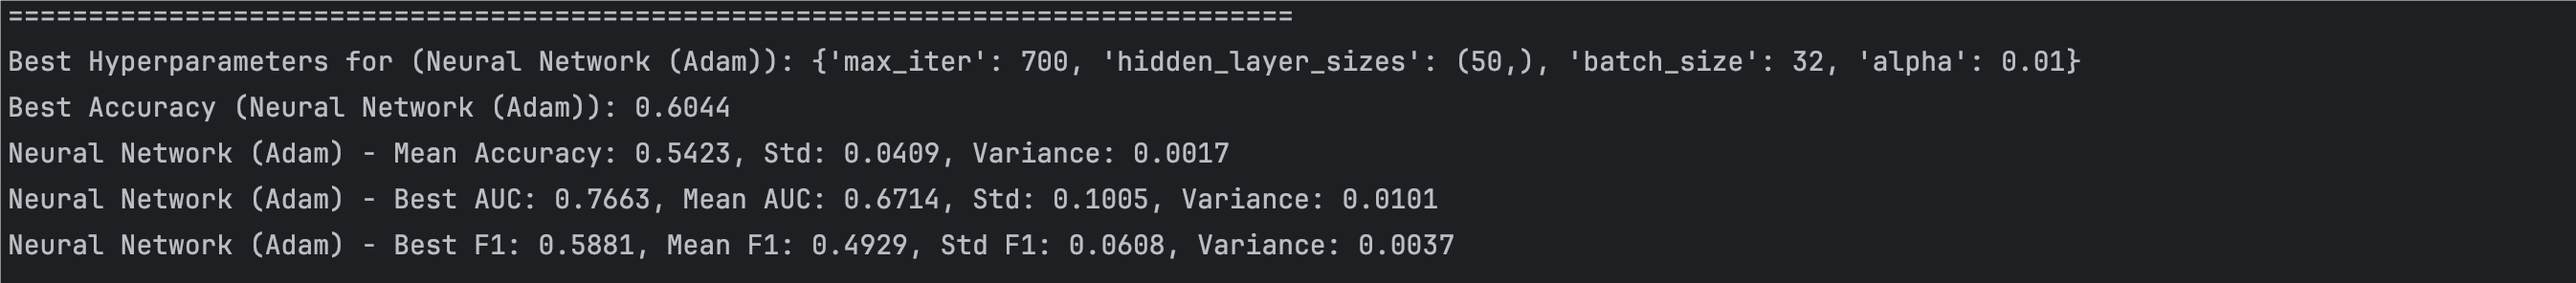 ================================================================================
Best Hyperparameters for (Neural Network (Adam)): {'max_iter': 700, 'hidden_layer_sizes': (50,), 'batch_size': 32, 'alpha': 0.01}
Best Accuracy (Neural Network (Adam)): 0.6044
Neural Network (Adam) - Mean Accuracy: 0.5423, Std: 0.0409, Variance: 0.0017
Neural Network (Adam) - Best AUC: 0.7663, Mean AUC: 0.6714, Std: 0.1005, Variance: 0.0101
Neural Network (Adam) - Best F1: 0.5881, Mean F1: 0.4929, Std F1: 0.0608, Variance: 0.0037